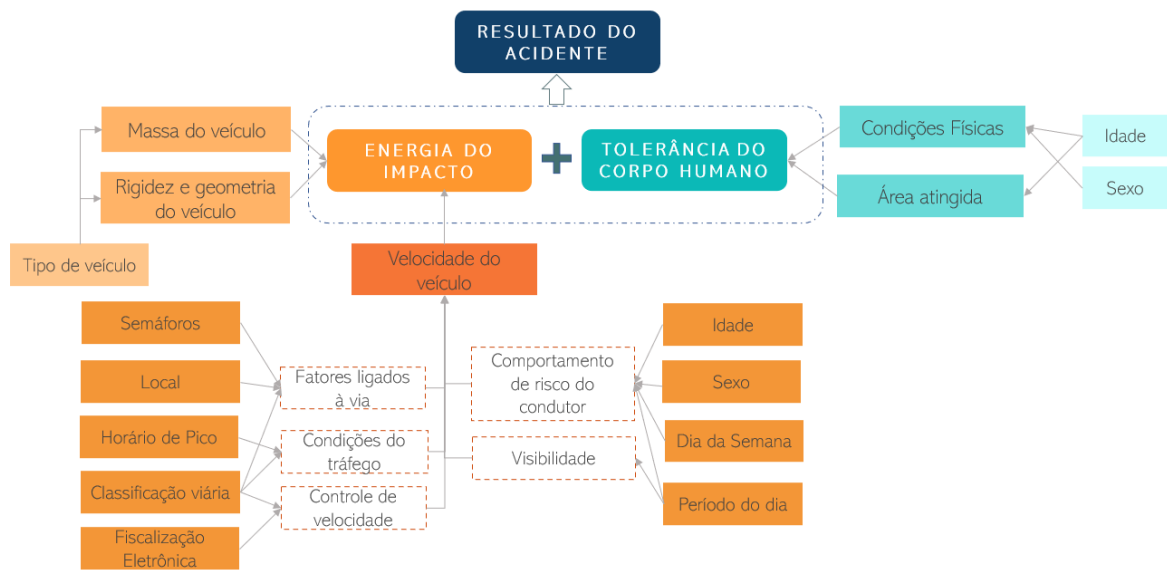 RESULTADO DO
ACIDENTE
Massa do veículo
Rigidez e geometria
do veículo
Tipo de veículo
ENERGIA DO
IMPACTO
TOLERÂNCIA DO
CORPO HUMANO
Condições Físicas
Área atingida
Idade
Sexo
Velocidade do
veículo
Semáforos
Local
Horário de Pico
Classificação viária
Fiscalização
Eletrônica
Fatores ligados
à via
Condições do
tráfego
Controle de
velocidade
Comportamento
de risco do
condutor
Visibilidade
Idade
Sexo
Dia da Semana
Período do dia